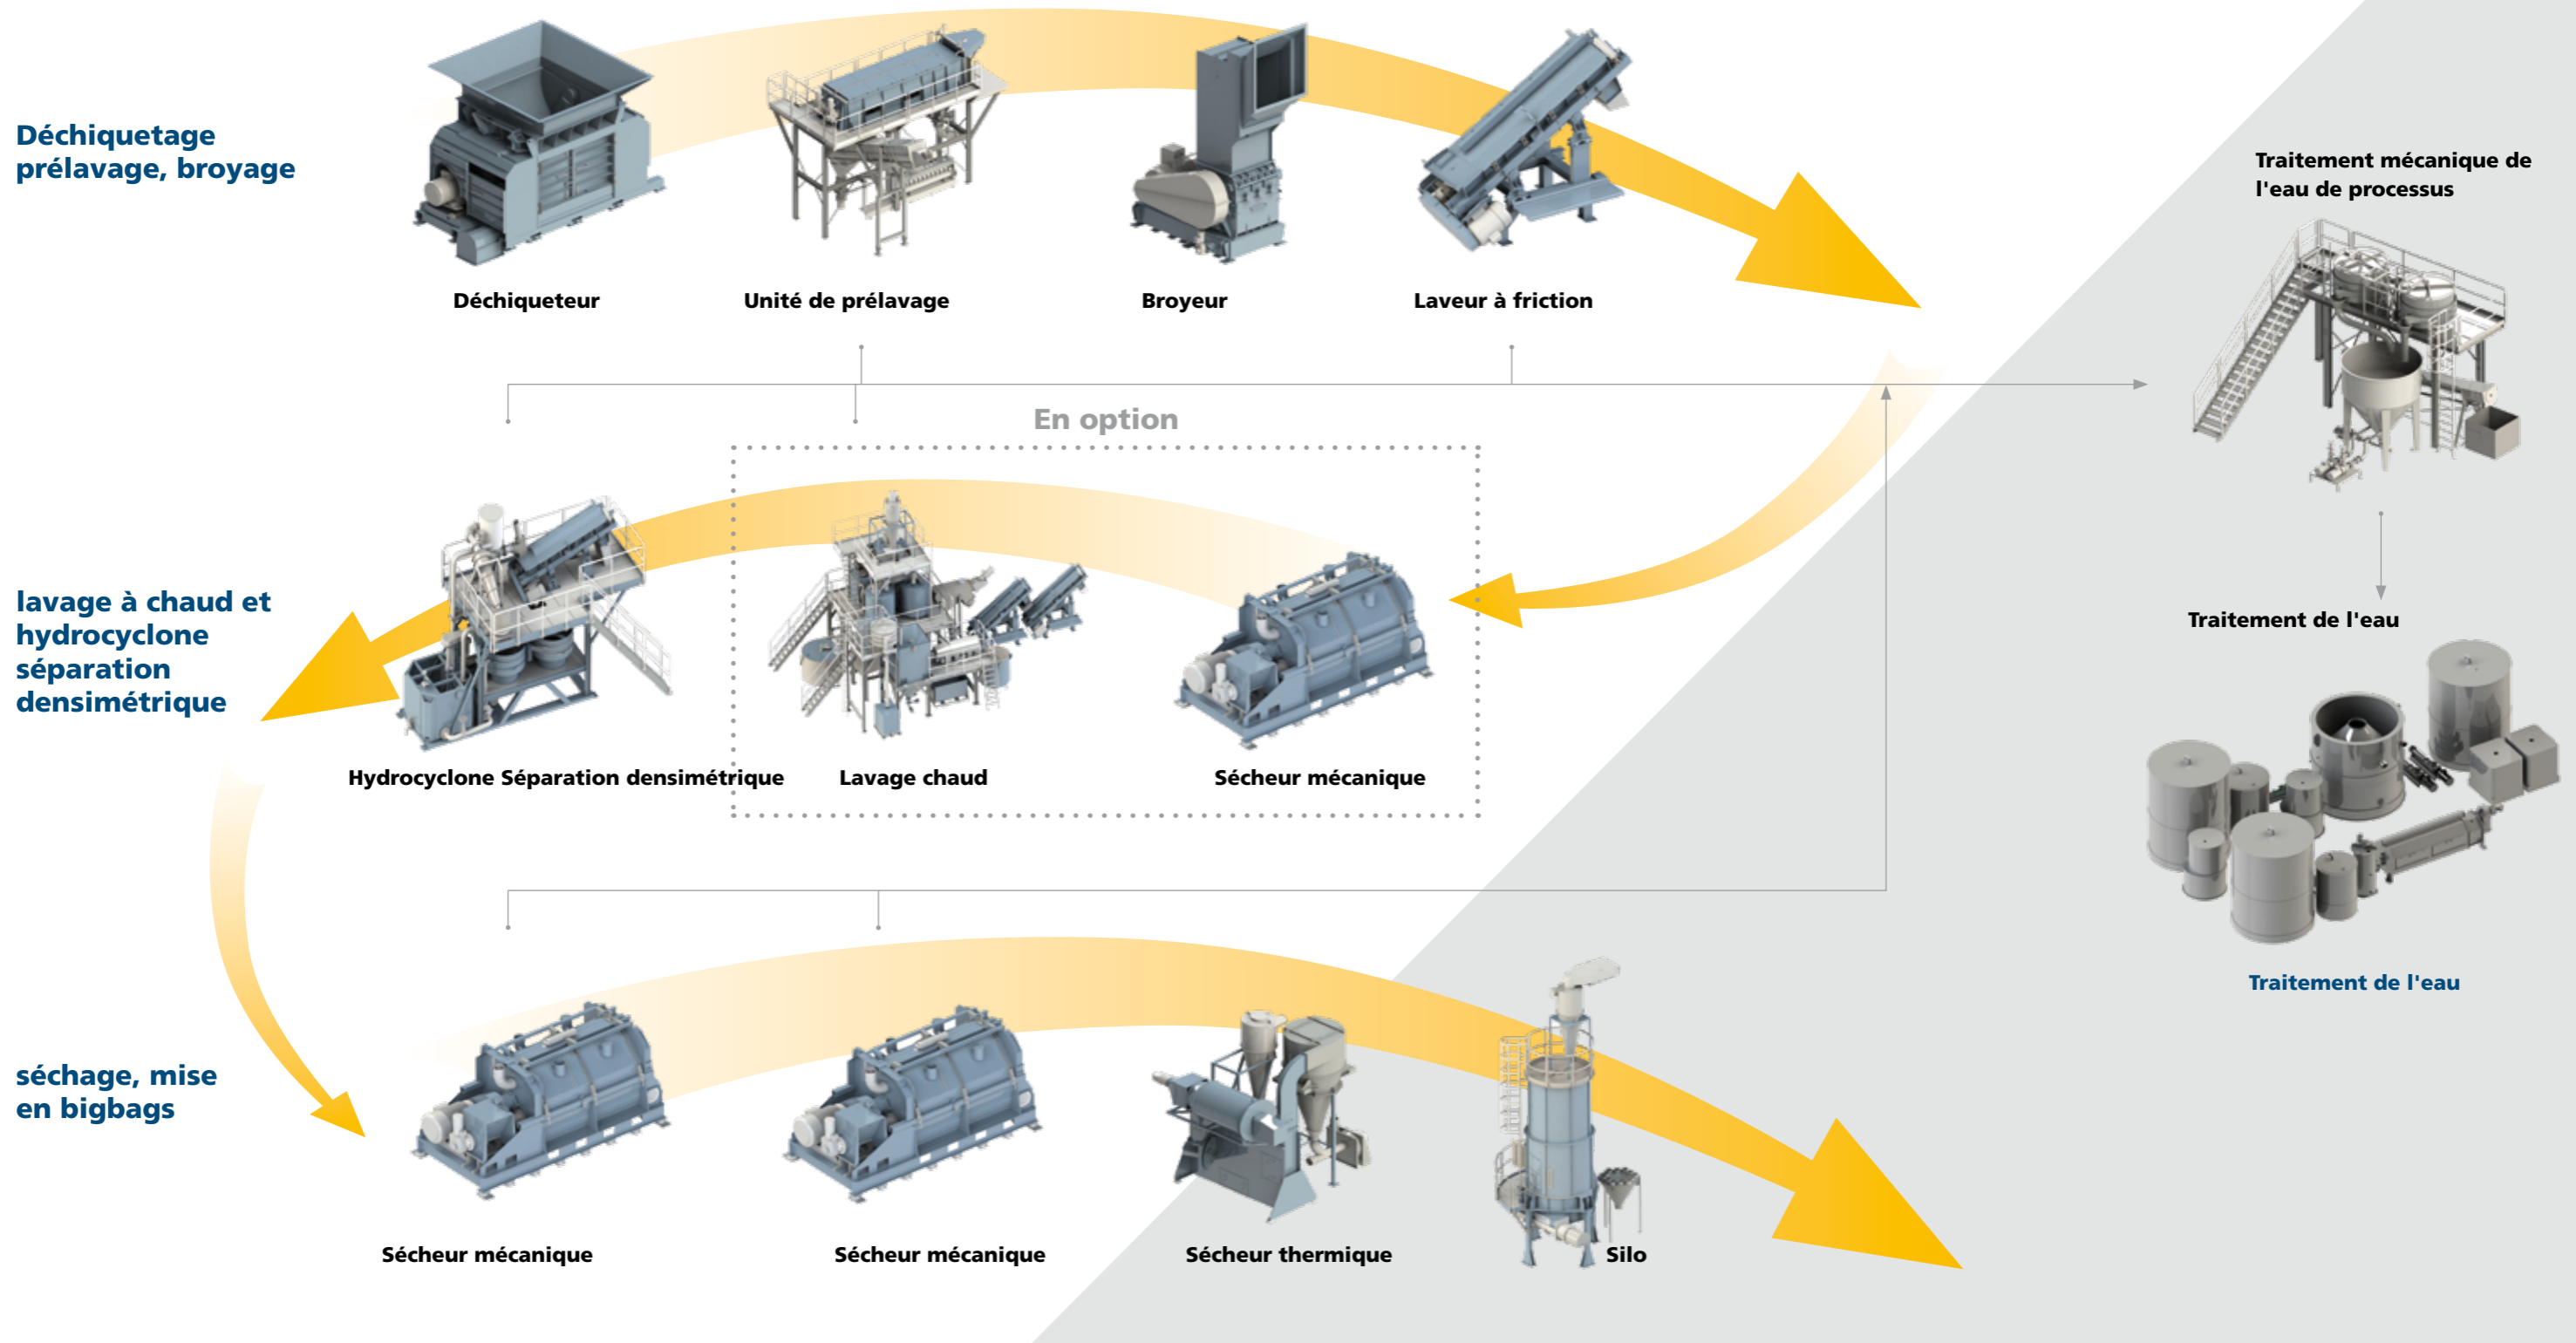 Déchiquetage
prélavage, broyage
Déchiqueteur
Unité de prélavage
Broyeur
Laveur à friction
Traitement mécanique de
l'eau de processus
En option
lavage à chaud et
hydrocyclone
séparation
densimétrique
Hydrocyclone Séparation densimétrique
Lavage chaud
Sécheur mécanique
Traitement de l'eau
Traitement de l'eau
séchage, mise
en bigbags
Sécheur mécanique
Sécheur mécanique
Sécheur thermique
Silo